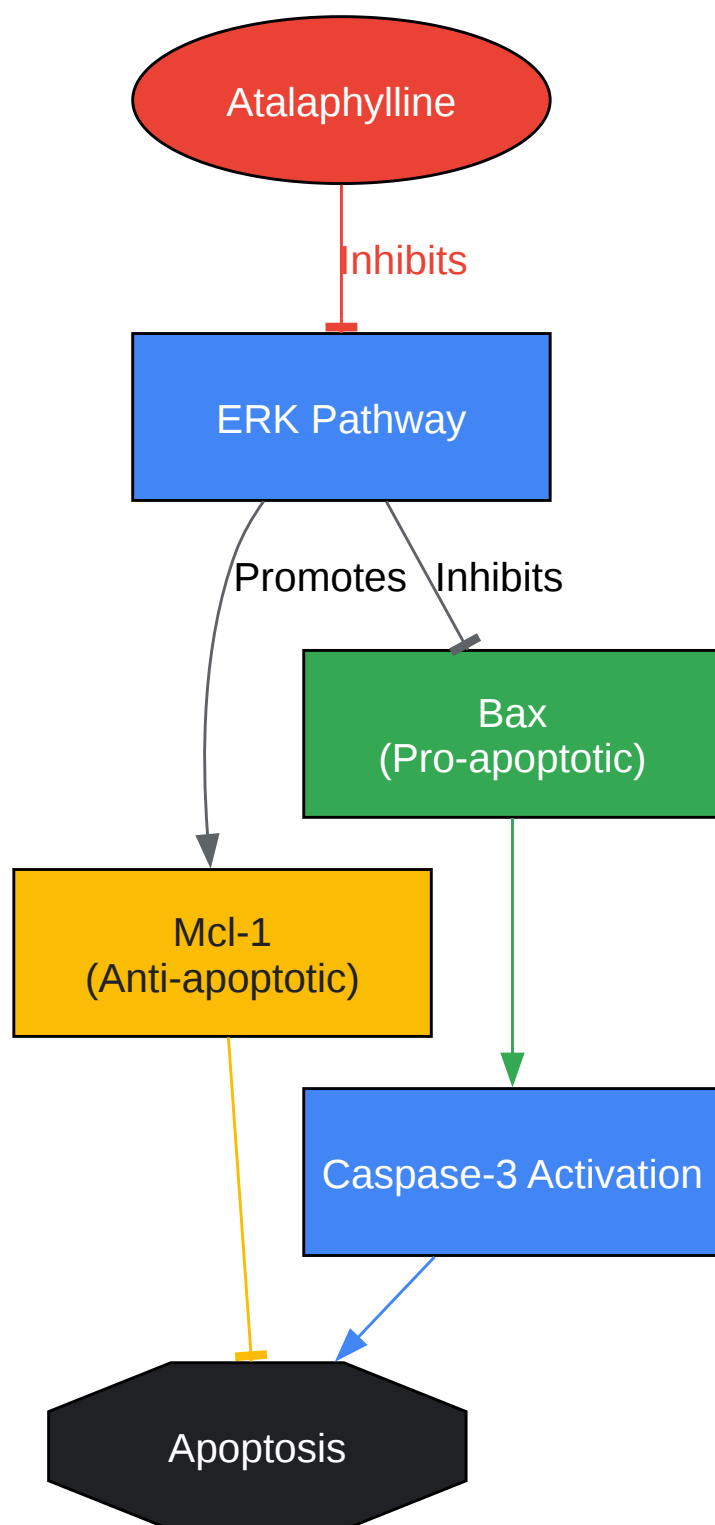 Atalaphylline
Inhibits
ERK Pathway
Promotes
Inhibits
Bax
(Pro-apoptotic)
Mcl-1
(Anti-apoptotic)
Caspase-3 Activation
Apoptosis